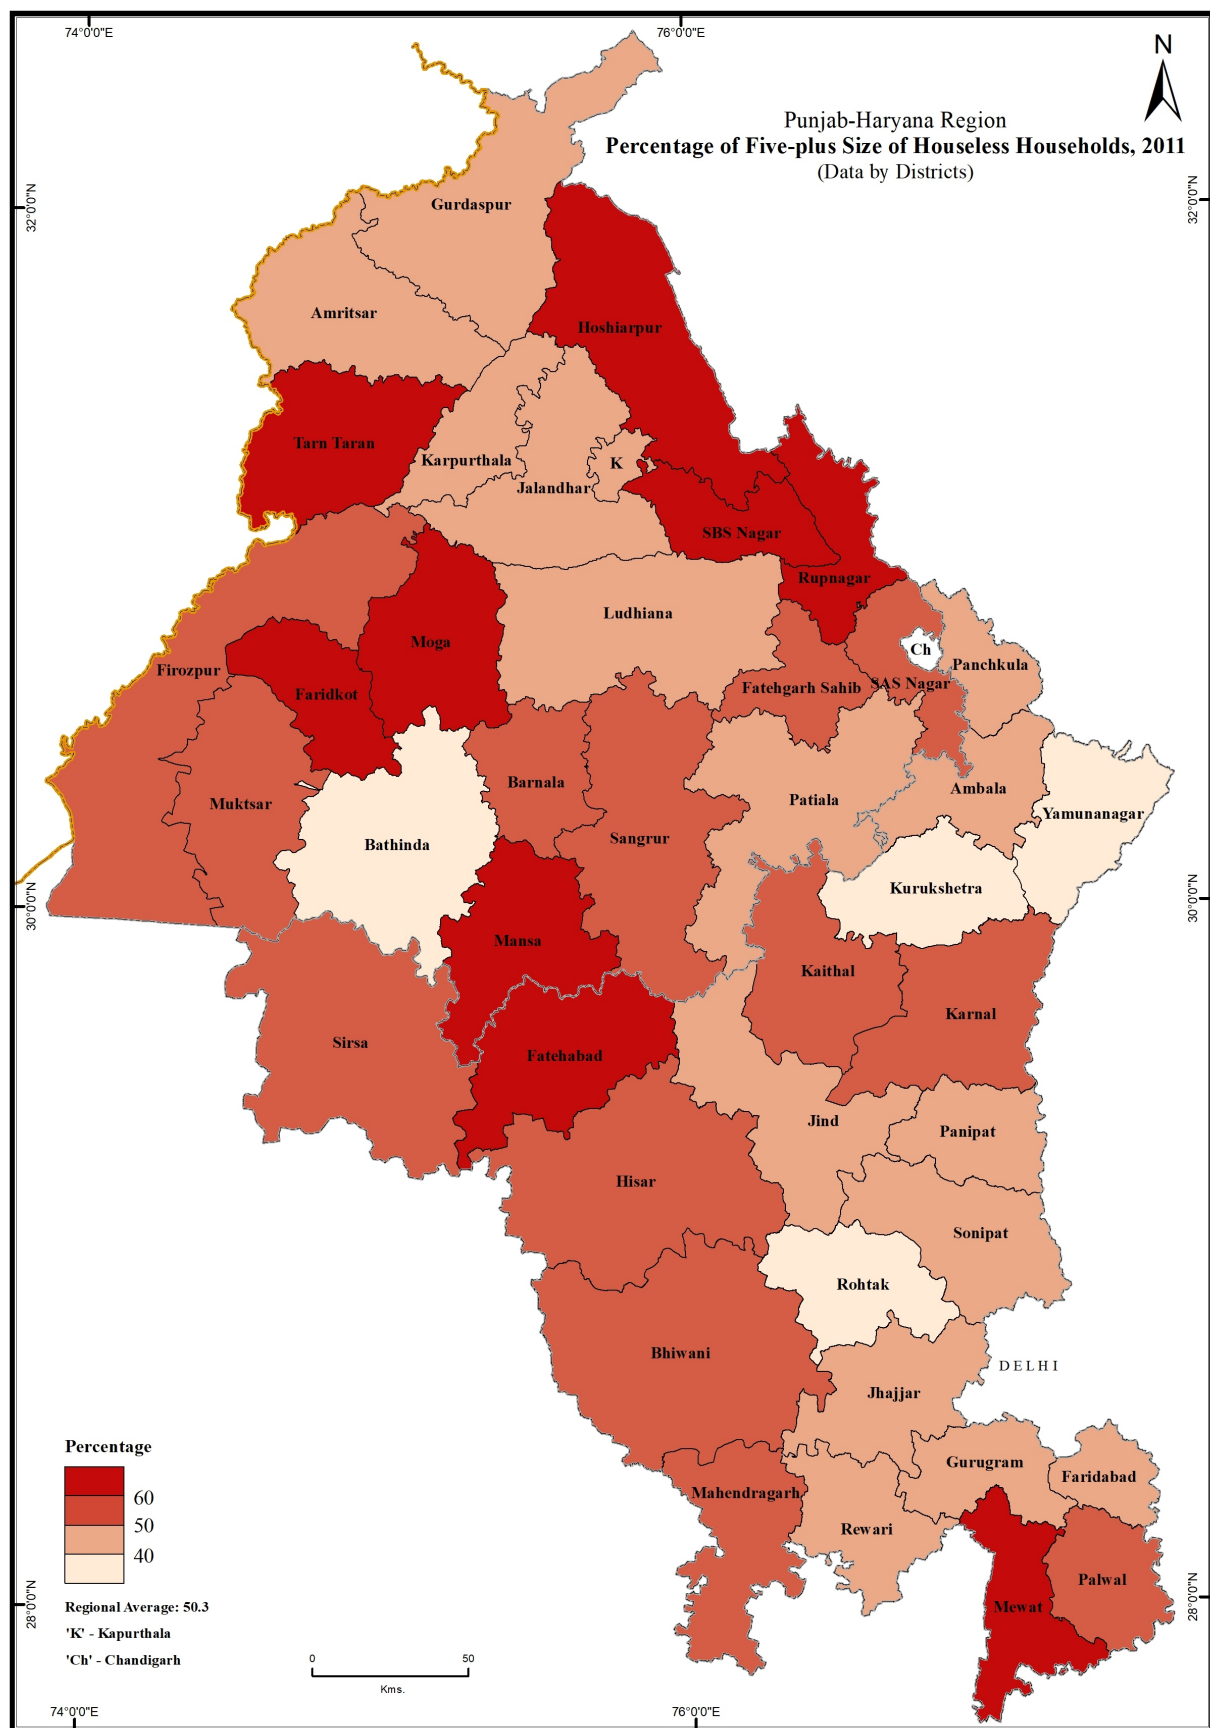 74°0'0"E
76°0'0"E
N
Punjab-Haryana Region
Percentage of Five-plus Size of Houseless Households, 2011
(Data by Districts)
32°0'0"N
32°0'0"N
Gurdaspur
Amritsar
Hoshiarpur
Tarn Taran
Karpurthala
K
Jalandhar
SBS Nagar
Rupnagar
Ludhiana
Moga
Ch
Panchkula
Firozpur
Faridkot
Fatehgarh Sahib
SAS Nagar
Barnala
Ambala
Muktsar
Patiala
Yamunanagar
Bathinda
Sangrur
Kurukshetra
30°0'0"N
30°0'0"N
Mansa
Kaithal
Karnal
Sirsa
Fatehabad
Jind
Panipat
Hisar
Sonipat
Rohtak
Bhiwani
DELHI
Jhajjar
Percentage
Gurugram
Faridabad
Mahendragarh
60
50
Rewari
40
Palwal
28°0'0"N
28°0'0"N
Mewat
Regional Average: 50.3
'K' - Kapurthala
'Ch' - Chandigarh
0 50
Kms.
74°0'0"E
76°0'0"E